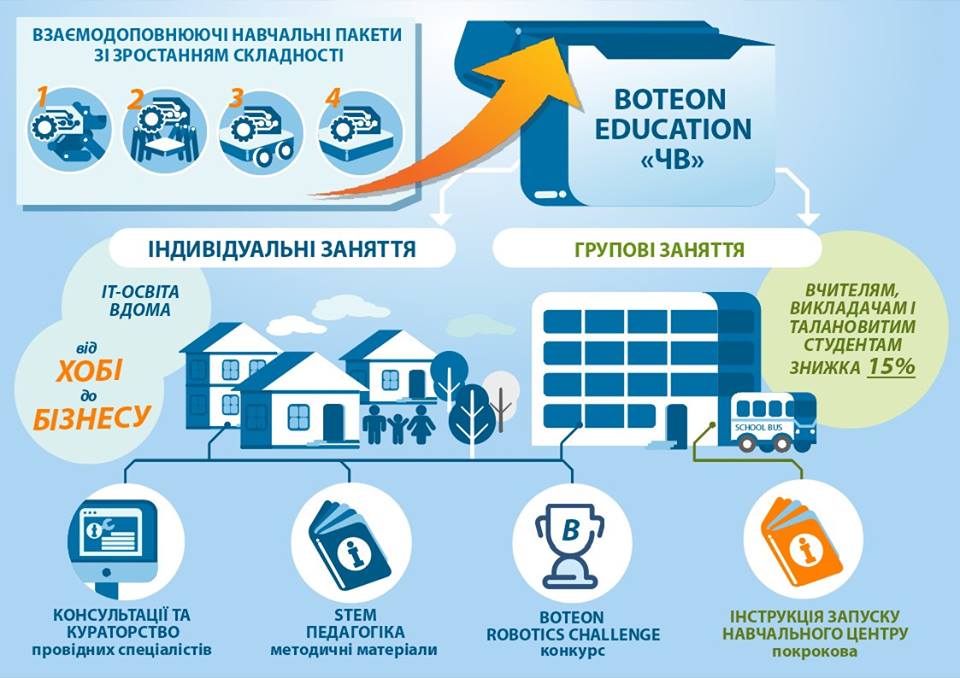 ВЗАЄМОДОПОВНЮЮЧІ НАВЧАЛЬНІ ПАКЕТИ
ЗІ ЗРОСТАННЯМ СКЛАДНОСТІ
1 2 3 4
BOTEON
EDUCATION
«ЧВ»
ІНДИВІДУАЛЬНІ ЗАНЯТТЯ
ІТ-ОСВІТА
ВДОМА
від
ХОБІ
до
БІЗНЕСУ
ГРУПОВІ ЗАНЯТТЯ
ВЧИТЕЛЯМ,
ВИКЛАДАЧАМ І
ТАЛАНОВИТИМ
СТУДЕНТАМ
ЗНИЖКА 15%
SCHOOL BUS
КОНСУЛЬТАЦІЇ ТА
КУРАТОРСТВО
провідних спеціалістів
STEM
ПЕДАГОГІКА
методичні матеріали
B
BOTEON
ROBOTICS CHALLENGE
конкурс
ІНСТРУКЦІЯ ЗАПУСКУ
НАВЧАЛЬНОГО ЦЕНТРУ
покрокова